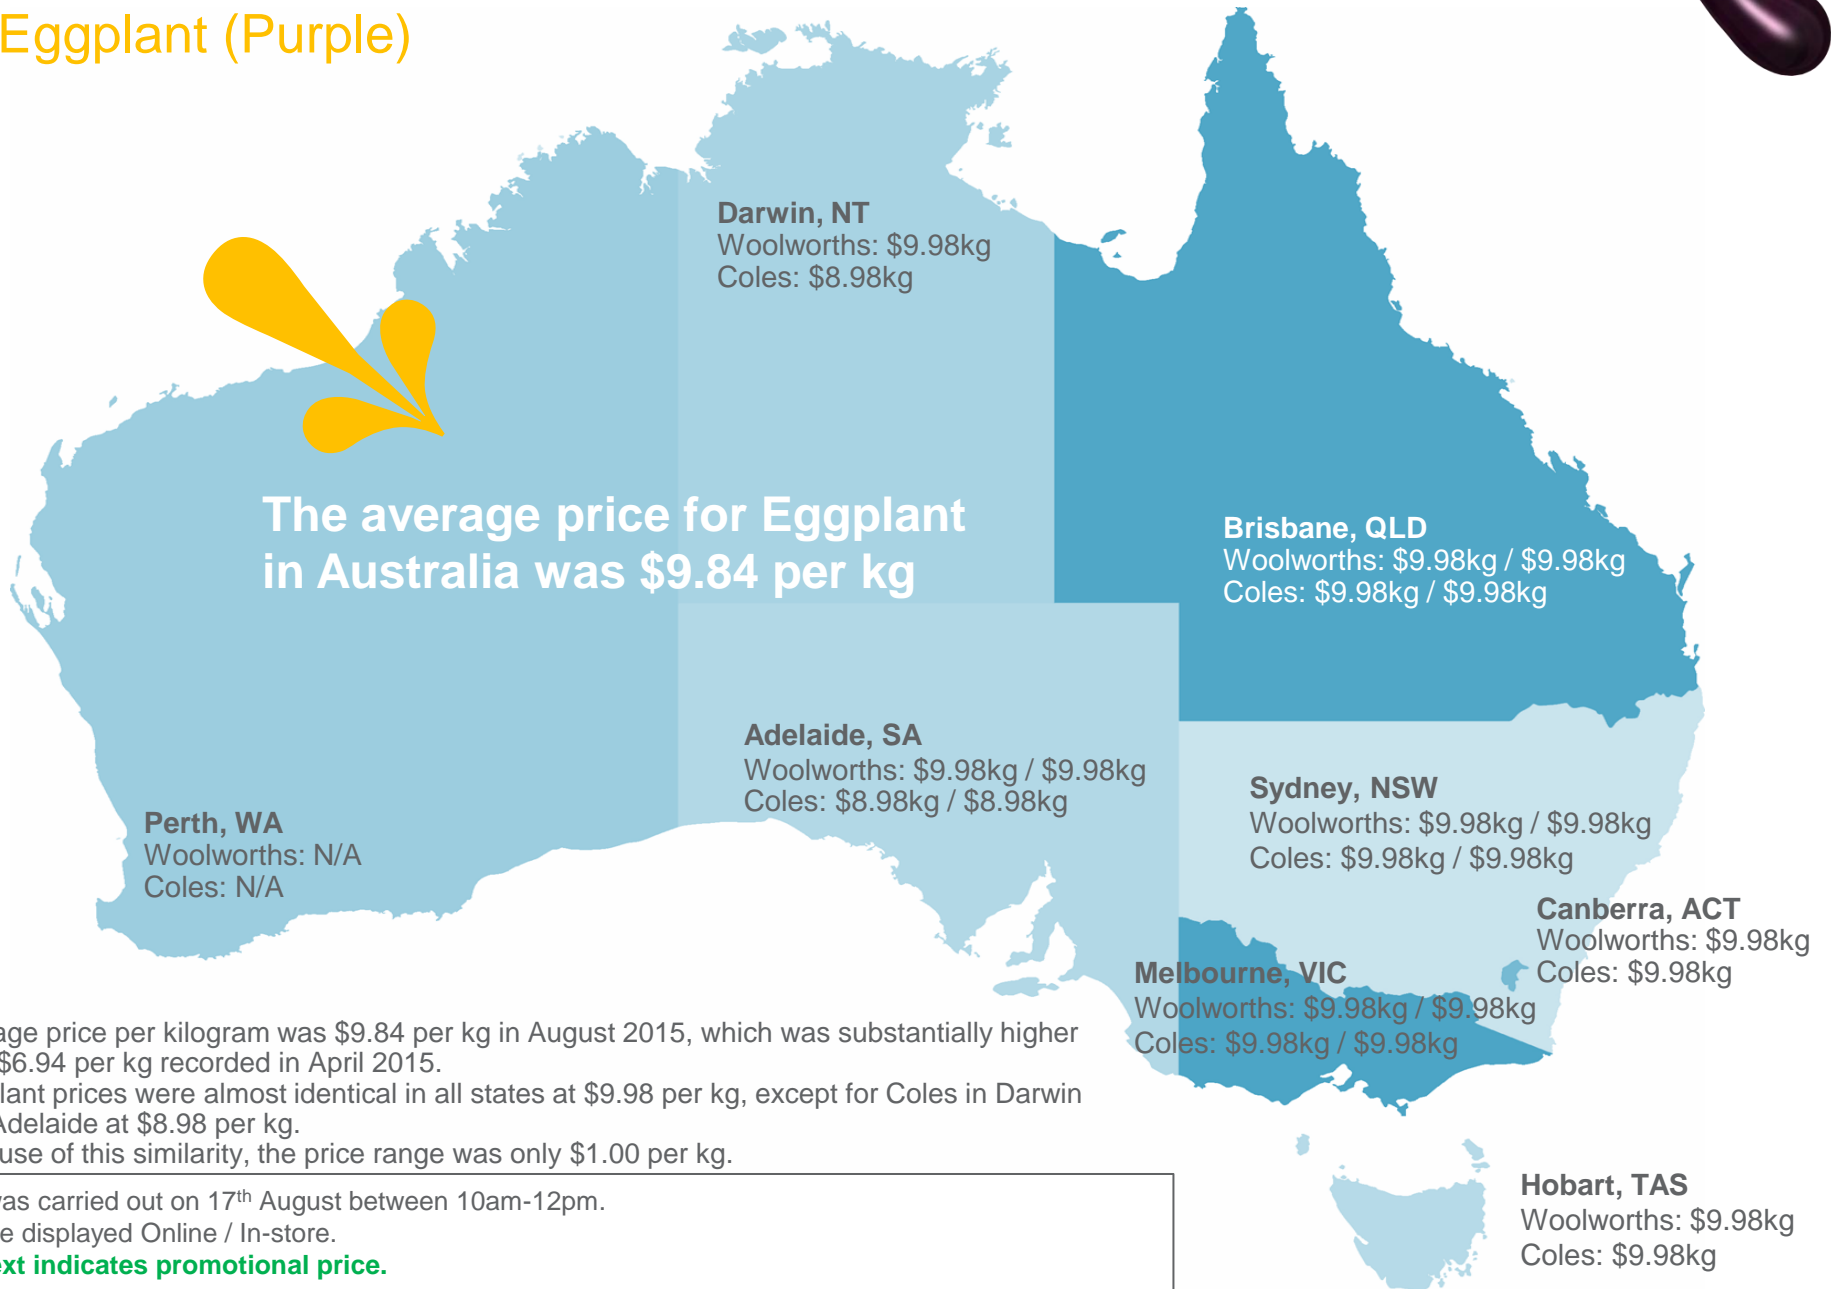 Eggplant (Purple)
Darwin, NT
Woolworths: $9.98kg
Coles: $8.98kg
The average price for Eggplant
in Australia was $9.84 per kg
Brisbane, QLD
Woolworths: $9.98kg / $9.98kg
Coles: $9.98kg / $9.98kg
Adelaide, SA
Woolworths: $9.98kg / $9.98kg
Coles: $8.98kg / $8.98kg
Sydney, NSW
Woolworths: $9.98kg / $9.98kg
Coles: $9.98kg / $9.98kg
Perth, WA
Woolworths: N/A
Coles: N/A
Canberra, ACT
Woolworths: $9.98kg
Coles: $9.98kg
Melbourne, VIC
Woolworths: $9.98kg / $9.98kg
Coles: $9.98kg / $9.98kg
price per kilogram was $9.84 per kg in August 2015, which was substantially higher
$6.94 per kg recorded in April 2015.
prices were almost identical in all states at $9.98 per kg, except for Coles in Darwin
Adelaide at $8.98 per kg.
of this similarity, the price range was only $1.00 per kg.
was carried out on 17th August between 10am-12pm.
displayed Online / In-store.
indicates promotional price.
Hobart, TAS
Woolworths: $9.98kg
Coles: $9.98kg